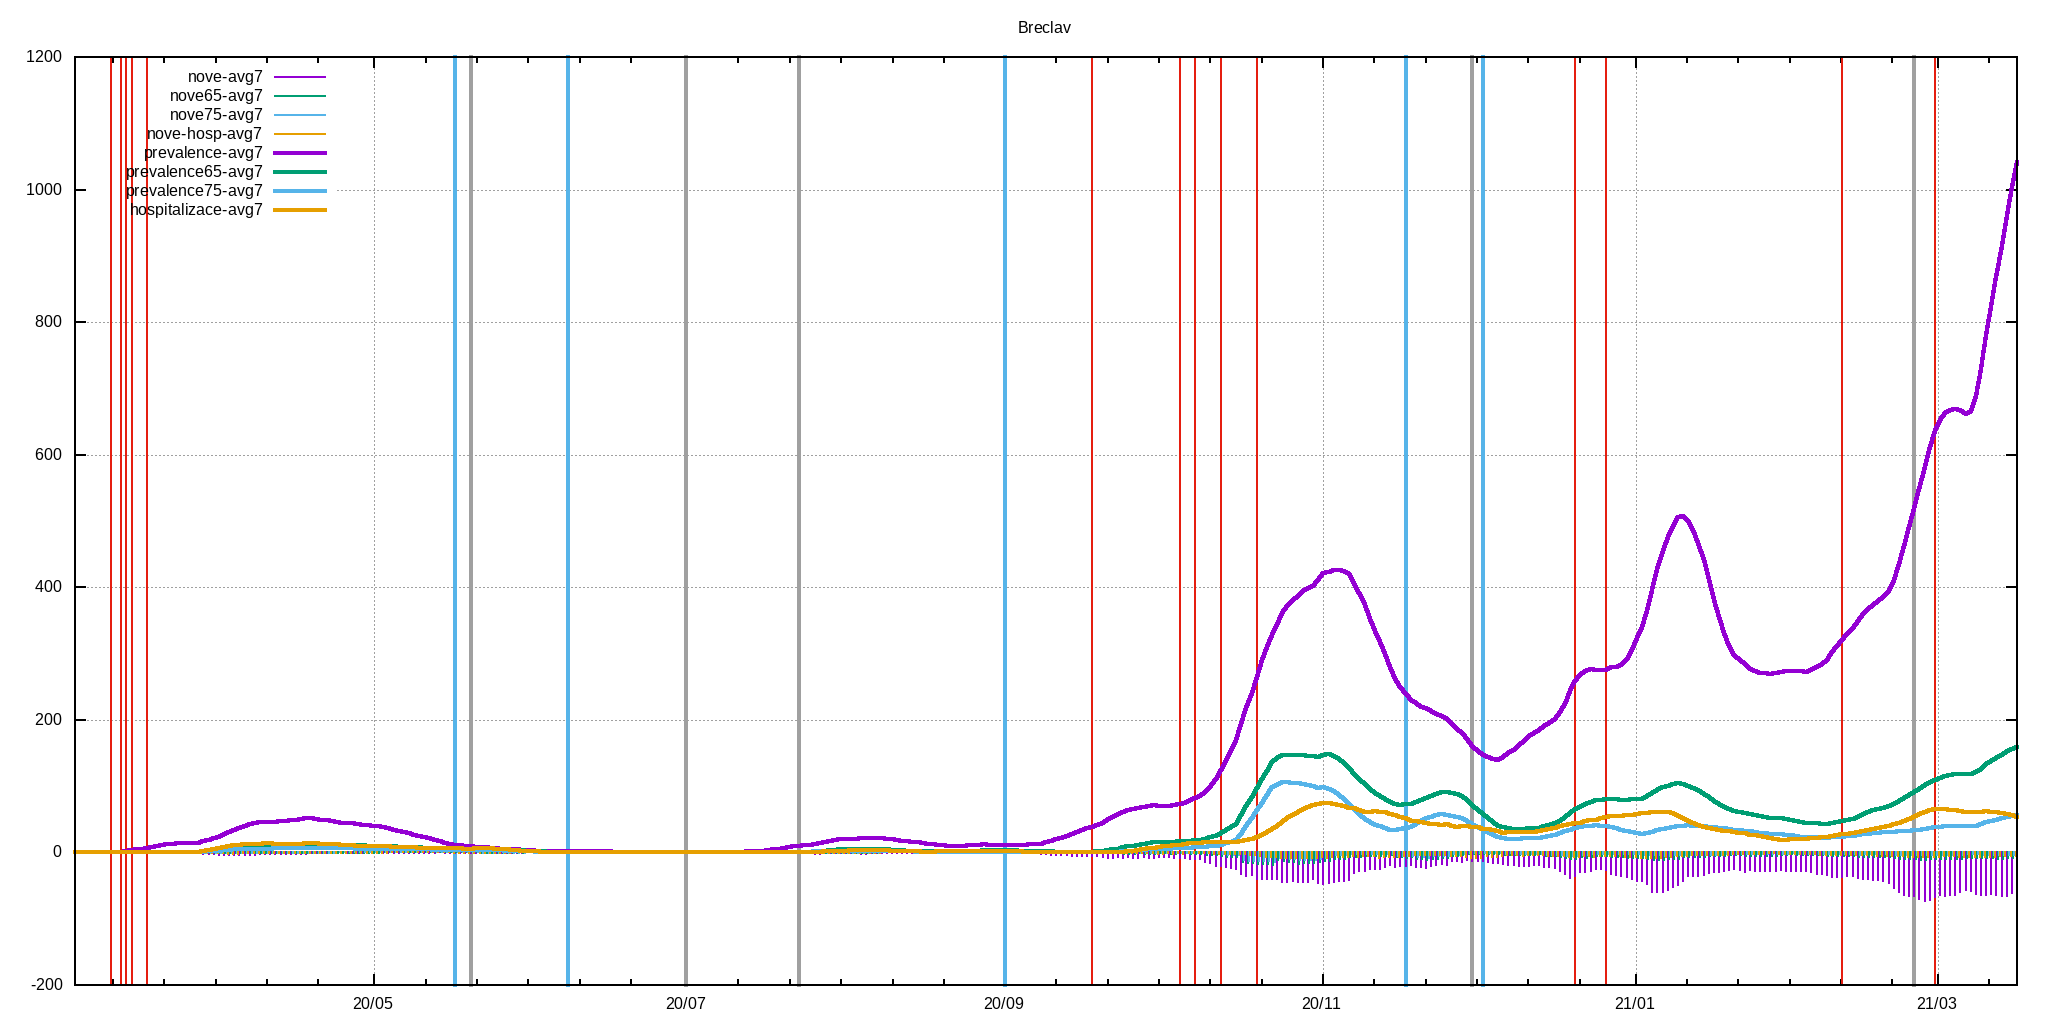 Breclav
1200
1000
800
600
400
200
0
-200
nove-avg7
nove65-avg7
nove75-avg7
nove-hosp-avg7
prevalence-avg7
prevalence65-avg7
prevalence75-avg7
hospitalizace-avg7
20/05 20/07 20/09 20/11 21/01 21/03